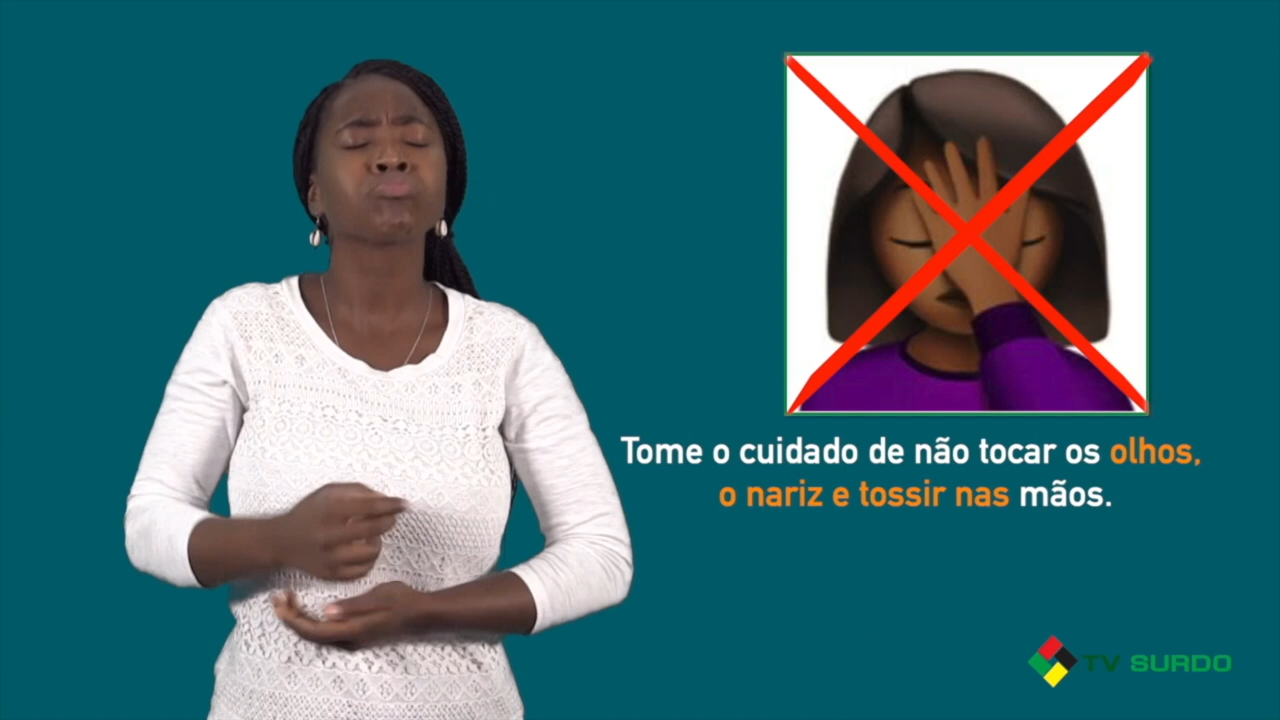 Tome o cuidado de não tocar os olhos,
o nariz e tossir nas mãos.
TV SURDO